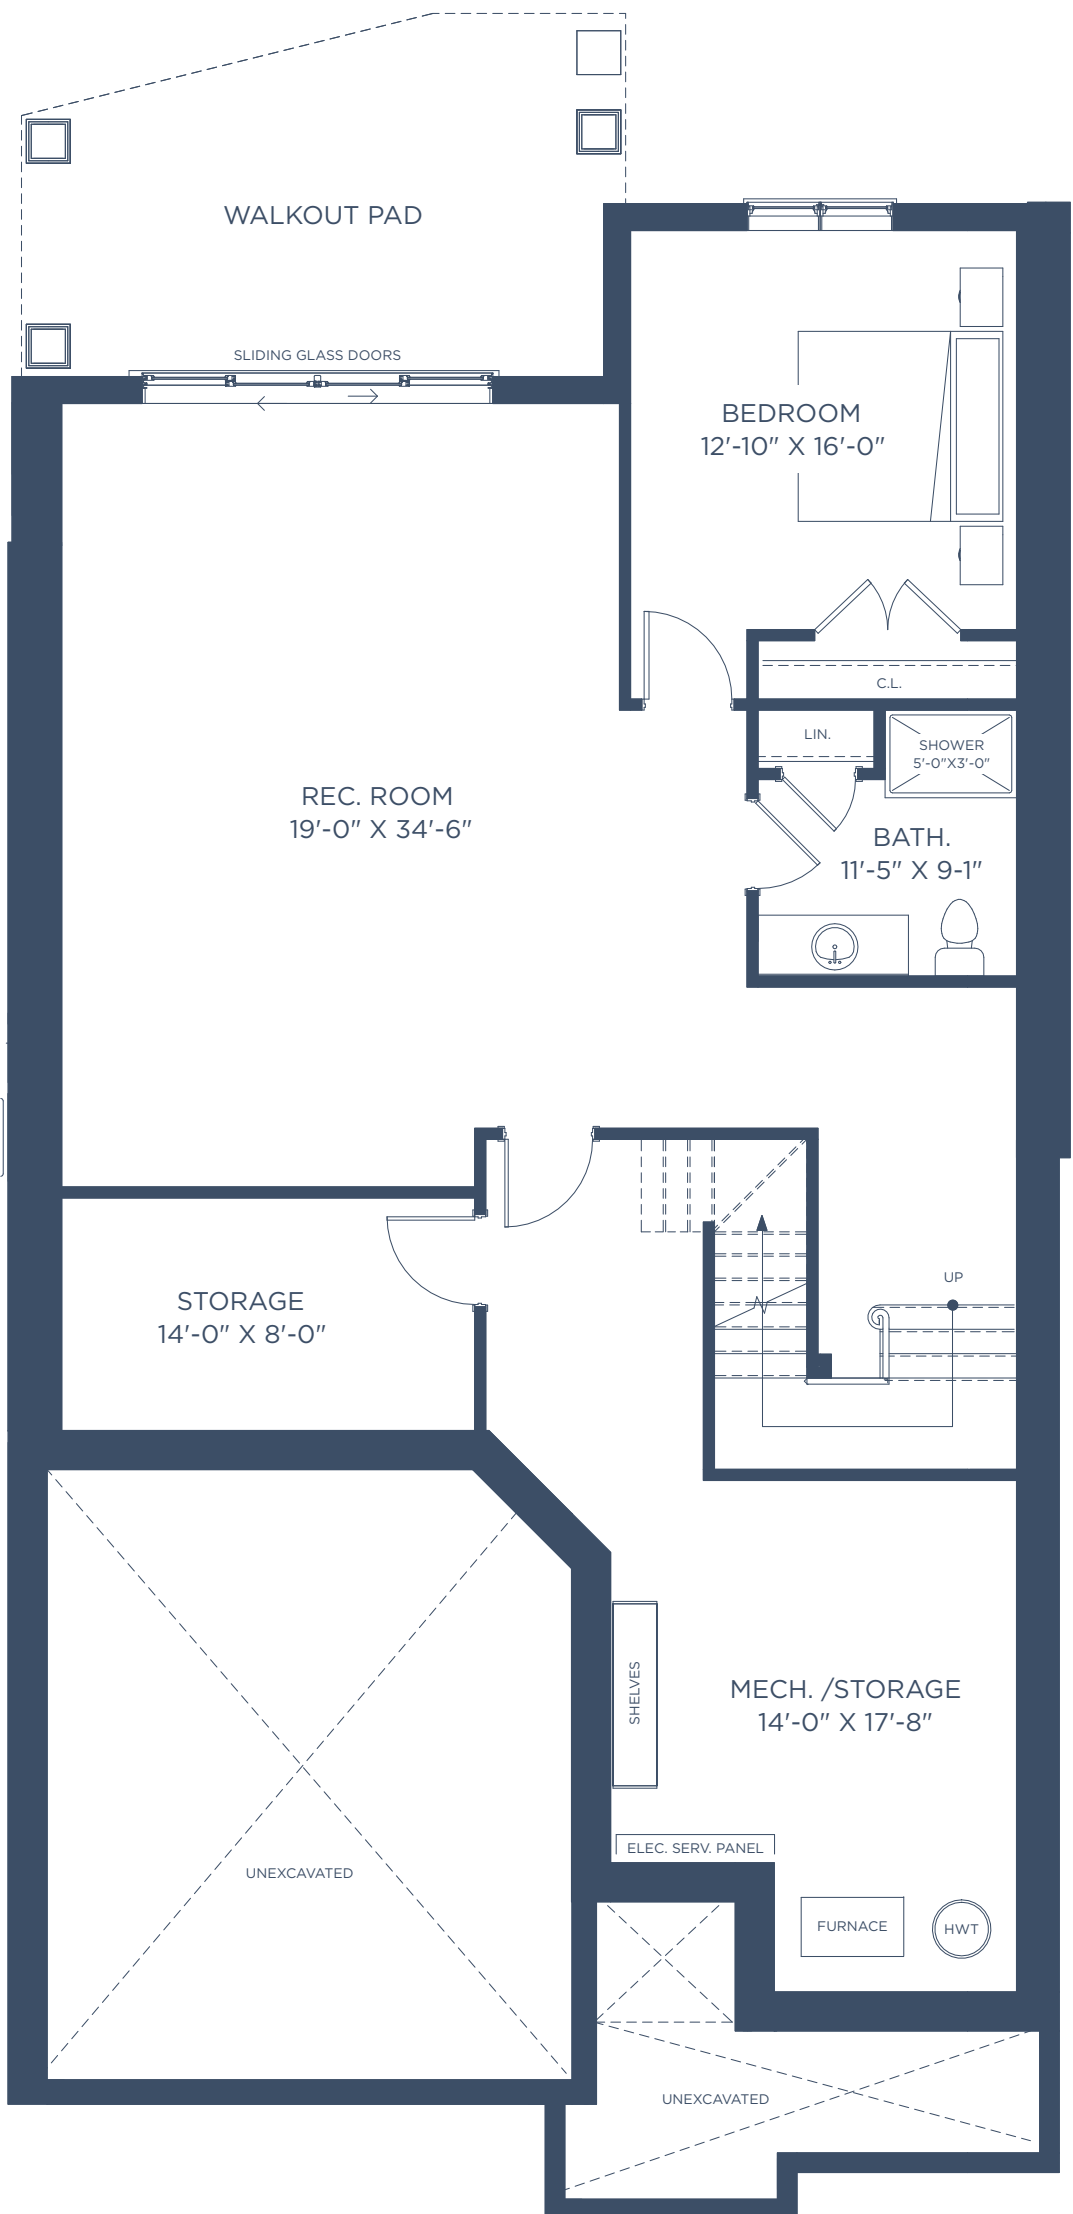 WALKOUT PAD
SLIDING GLASS DOORS
BEDROOM
12'-10" X 16'-0"
C.L.
LIN.
SHOWER
5'-0"X3'-0"
REC. ROOM
19'-0" X 34'-6"
BATH.
11'-5" X 9-1"
UP
STORAGE
14'-0" X 8'-0"
SHELVES
MECH. /STORAGE
14'-0" X 17'-8"
ELEC. SERV. PANEL
UNEXCAVATED
FURNACE
HWT
UNEXCAVATED